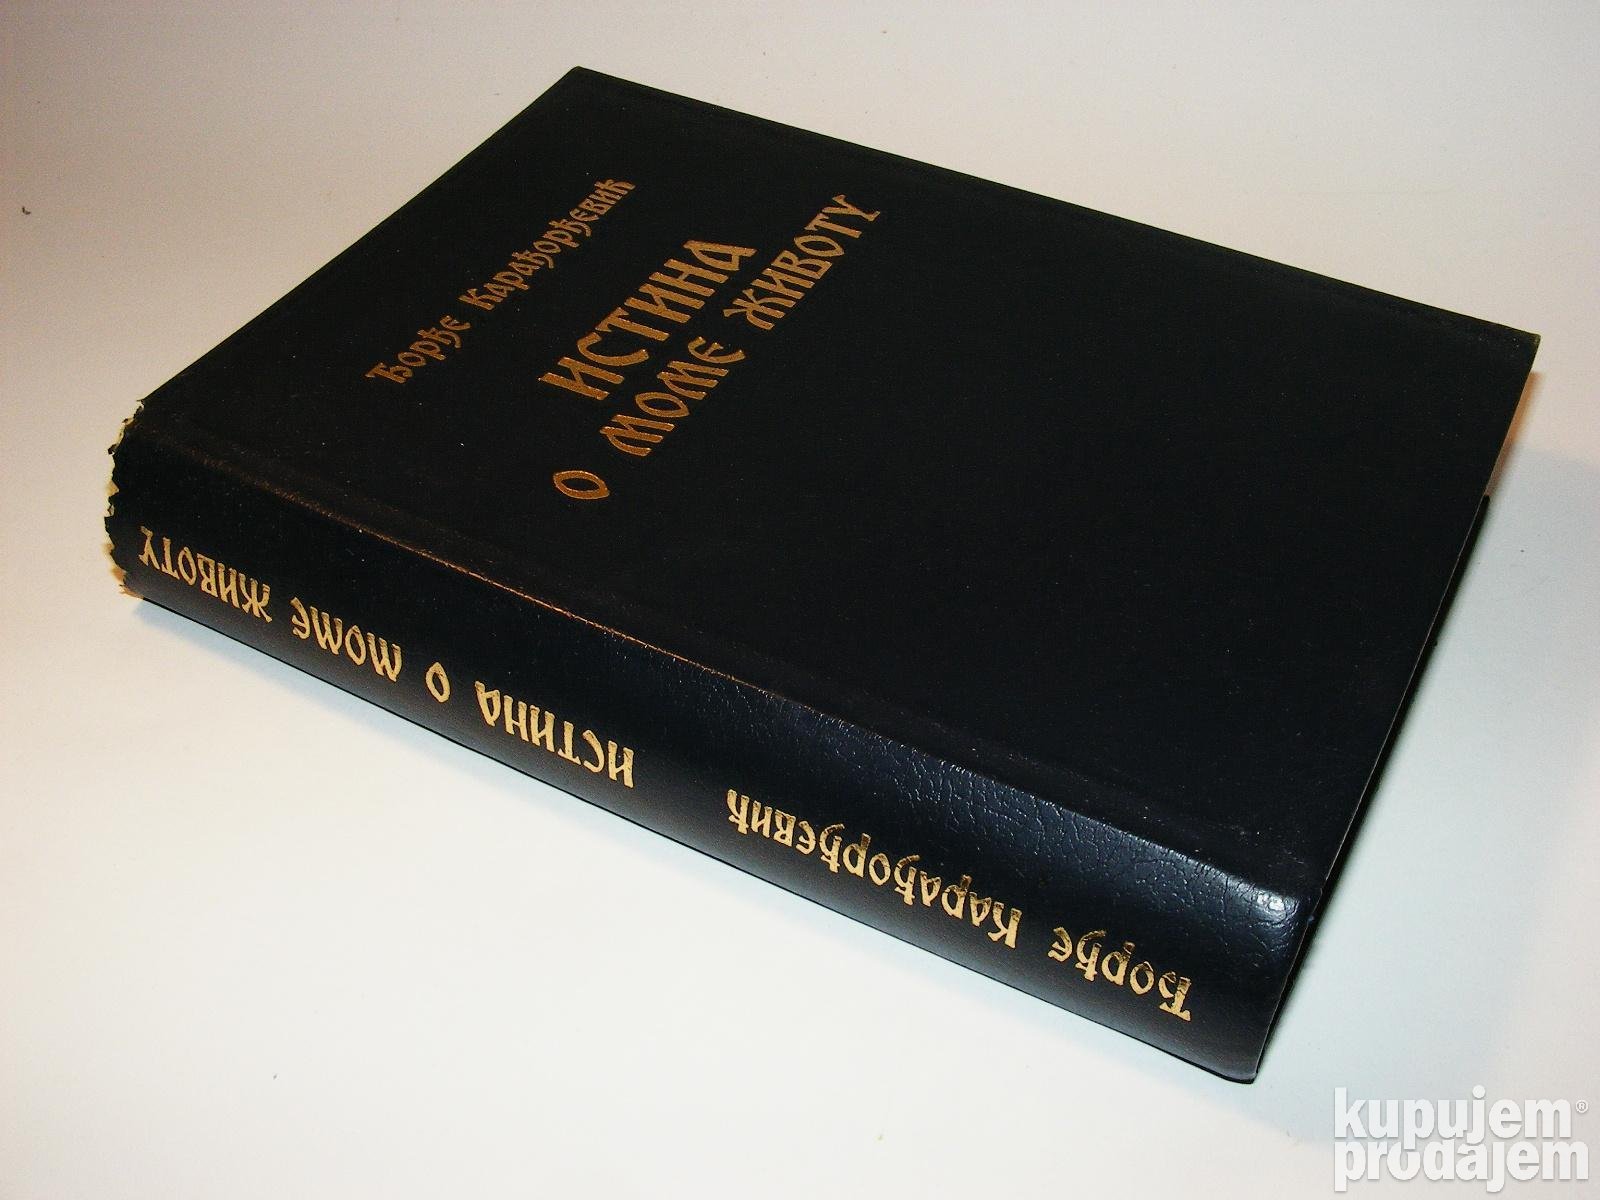 Ђорђе Карађорђевић
ИСТИНА
О МОМЕ ЖИВОТУ
Ђорђе Карађорђевић ИСТИНА О МОМЕ ЖИВОТУ
kupujem®
prodajem